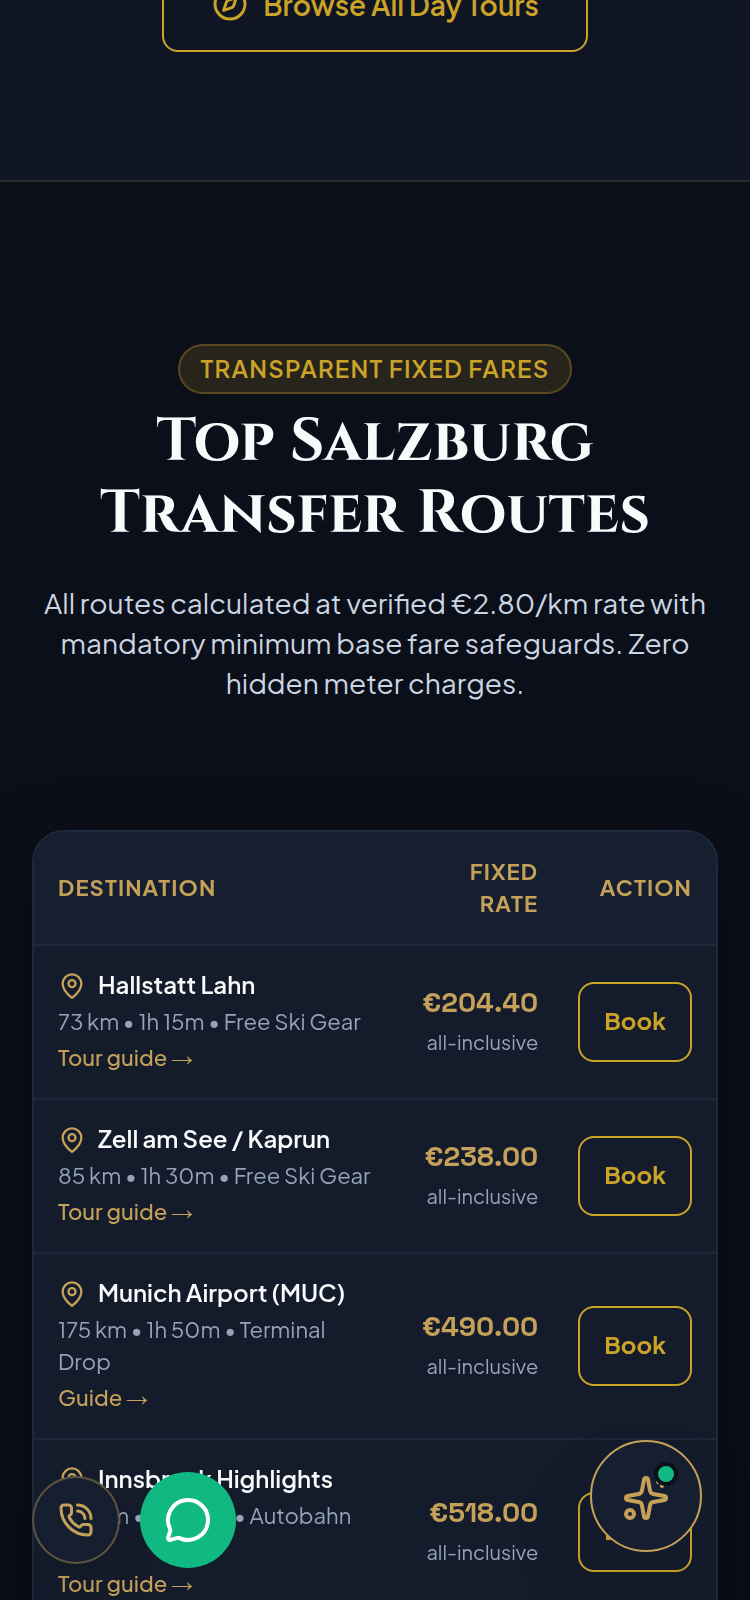 Browse All Day Tours
TRANSPARENT FIXED FARES
Top Salzburg
Transfer Routes
All routes calculated at verified €2.80/km rate with
mandatory minimum base fare safeguards. Zero
hidden meter charges.
DESTINATION
FIXED
RATE
ACTION
Hallstatt Lahn
73 km • 1h 15m • Free Ski Gear
Tour guide →
€204.40
all-inclusive
Book
Zell am See / Kaprun
85 km • 1h 30m • Free Ski Gear
Tour guide →
€238.00
all-inclusive
Book
Munich Airport (MUC)
175 km • 1h 50m • Terminal
Drop
Guide →
€490.00
all-inclusive
Book
Highlights
• Autobahn
Tour guide →
€518.00
all-inclusive